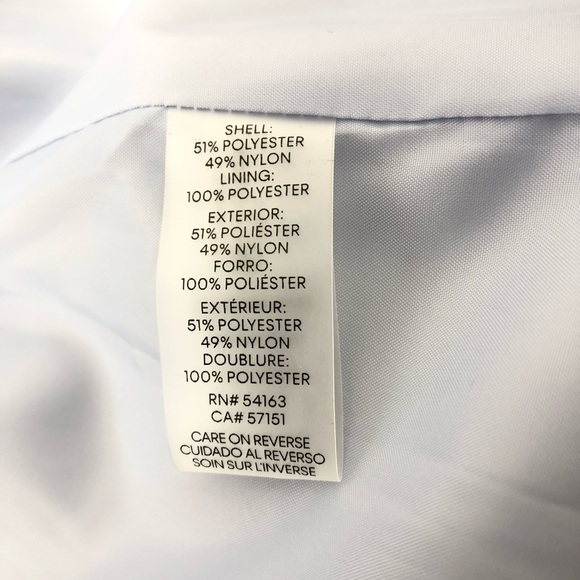 SHELL:
51% POLYESTER
49% NYLON
LINING:
100% POLYESTER
EXTERIOR:
51% POLIÉSTER
49% NYLON
FORRO:
100% POLIÉSTER
EXTÉRIEUR:
51% POLYESTER
49% NYLON
DOUBLURE:
100% POLYESTER
RN# 54163
CA# 57151
CARE ON REVERSE
CUIDADO AL REVERSO
SOIN SUR L'INVERSE